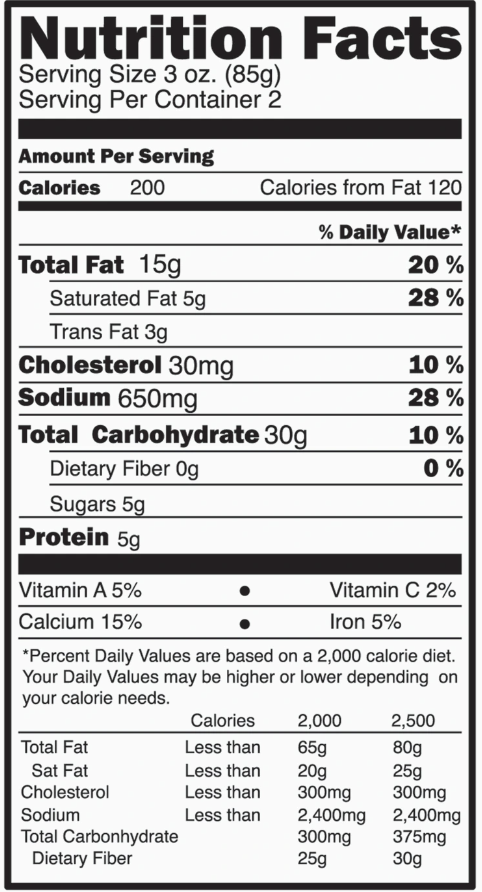 Nutrition Facts
Serving Size 3 oz. (85g)
Serving Per Container 2
Amount Per Serving
Calories 200 Calories from Fat 120
% Daily Value*
Total Fat 15g 20 %
Saturated Fat 5g 28 %
Trans Fat 3g
Cholesterol 30mg 10 %
Sodium 650mg 28 %
Total Carbohydrate 30g 10 %
Dietary Fiber 0g 0 %
Sugars 5g
Protein 5g
Vitamin A 5% ● Vitamin C 2%
Calcium 15% ● Iron 5%
*Percent Daily Values are based on a 2,000 calorie diet.
Your Daily Values may be higher or lower depending on
your calorie needs.
Calories 2,000 2,500
Total Fat Less than 65g 80g
Sat Fat Less than 20g 25g
Cholesterol Less than 300mg 300mg
Sodium Less than 2,400mg 2,400mg
Total Carbonhydrate 300mg 375mg
Dietary Fiber 25g 30g